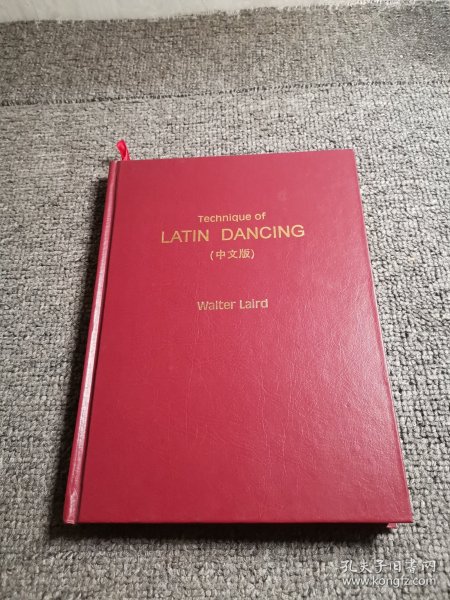 Technique of
LATIN DANCING
(中文版)
Walter Laird
孔夫子旧书网
www.kongfz.com